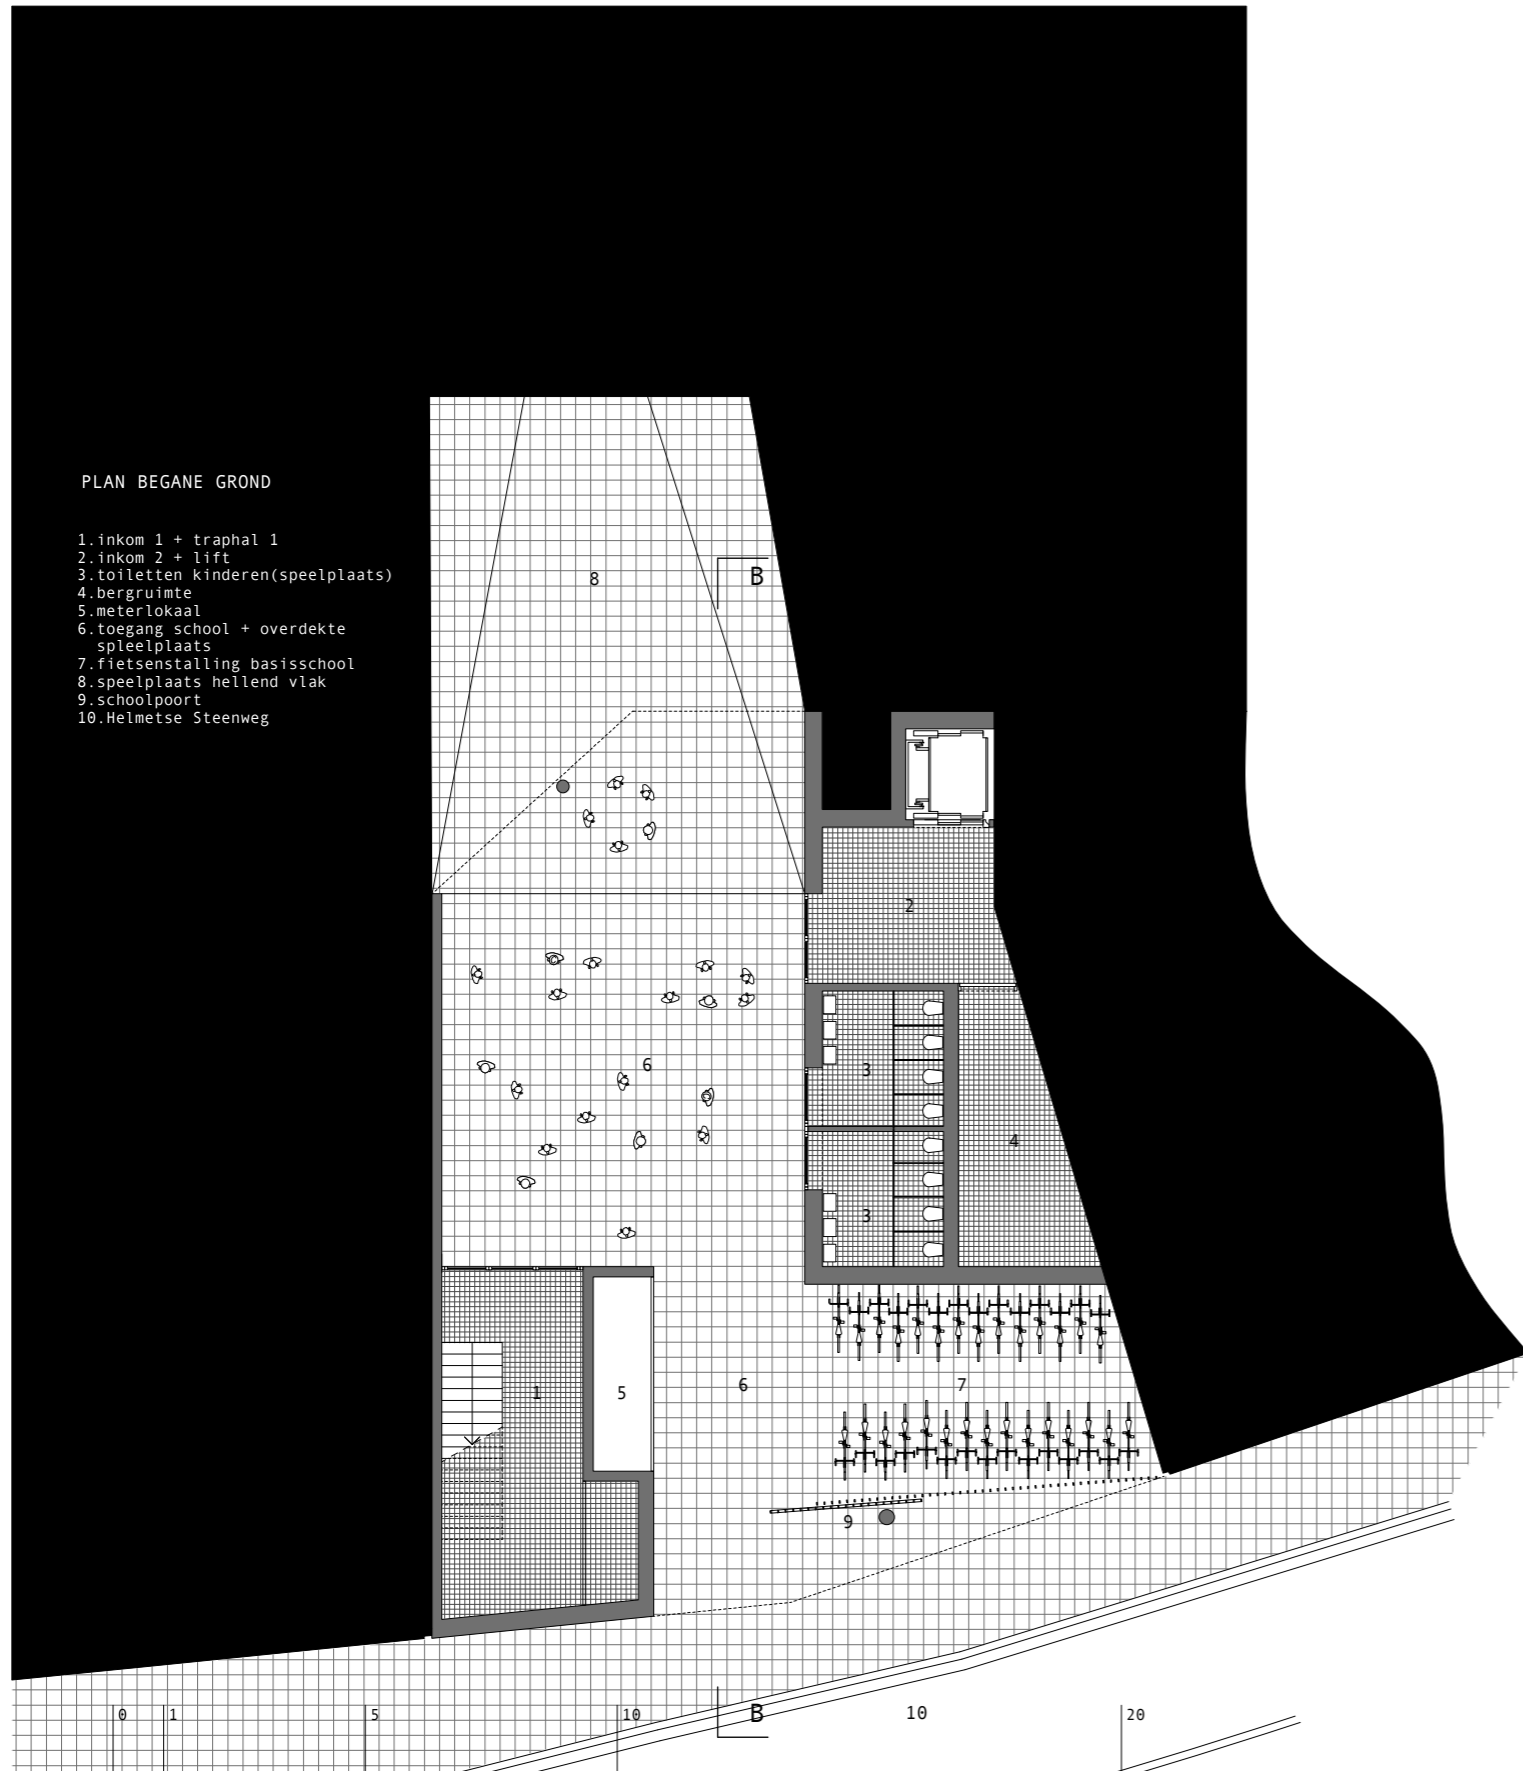 PLAN BEGANE GROND
1.inkom 1 + traphal 1
2.inkom 2 + lift
3.toiletten kinderen(speelplaats)
4.bergruimte
5.meterlokaal
6.toegang school + overdekte
spleelplaats
7.fietsenstalling basisschool
8.speelplaats hellend vlak
9.schoolpoort
10.Helmetse Steenweg
8
B
2
6
3
4
3
1
5
6
7
9
0
1
5
10
B
10
20